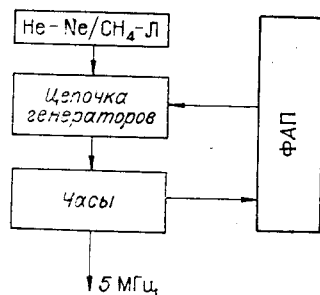 He–Ne/CH₄–Л
Цепочка
генераторов
Часы
ФАП
5 МГц